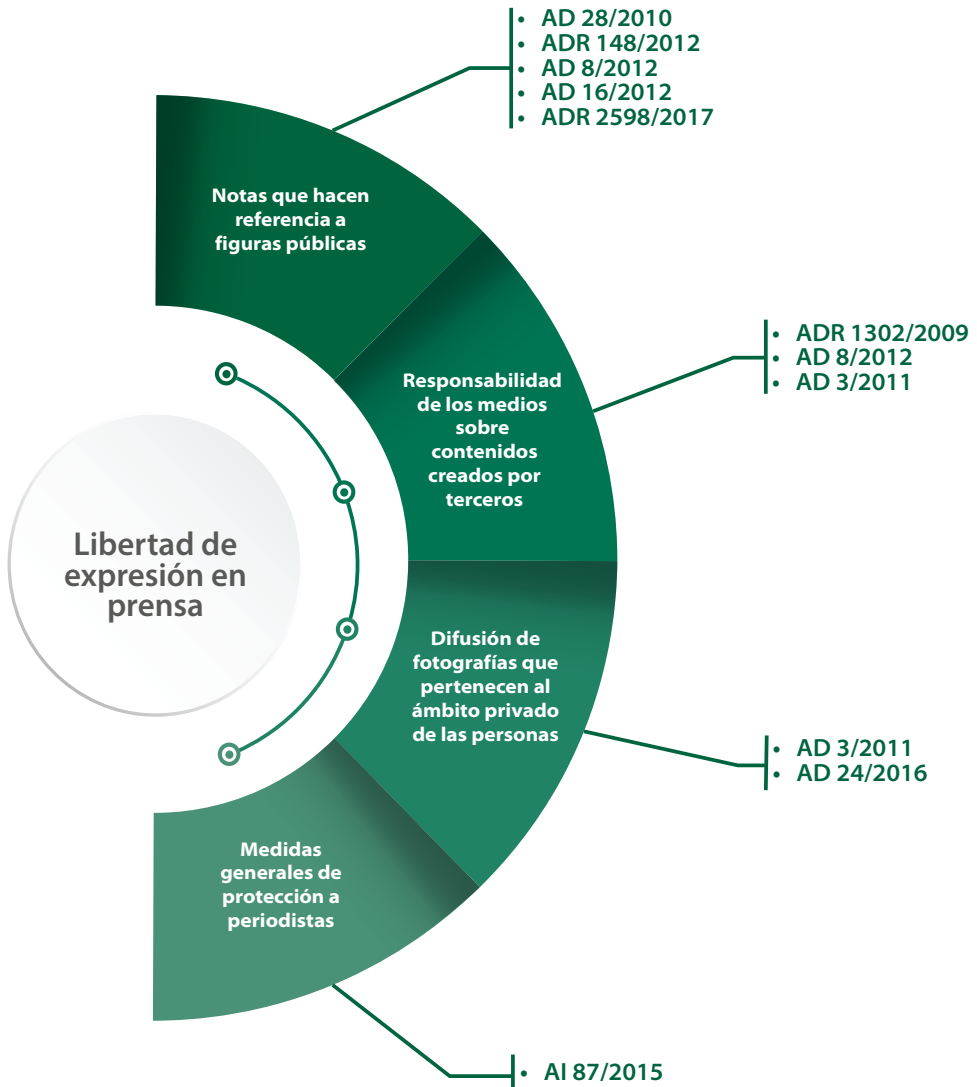 • AD 28/2010
• ADR 148/2012
• AD 8/2012
• AD 16/2012
• ADR 2598/2017
Notas que hacen
referencia a
figuras públicas
• ADR 1302/2009
• AD 8/2012
• AD 3/2011
Responsabilidad
de los medios
sobre
contenidos
creados por
terceros
Libertad de
expresión en
prensa
Difusión de
fotografías que
pertenecen al
ámbito privado
de las personas
• AD 3/2011
• AD 24/2016
Medidas
generales de
protección a
periodistas
• AI 87/2015